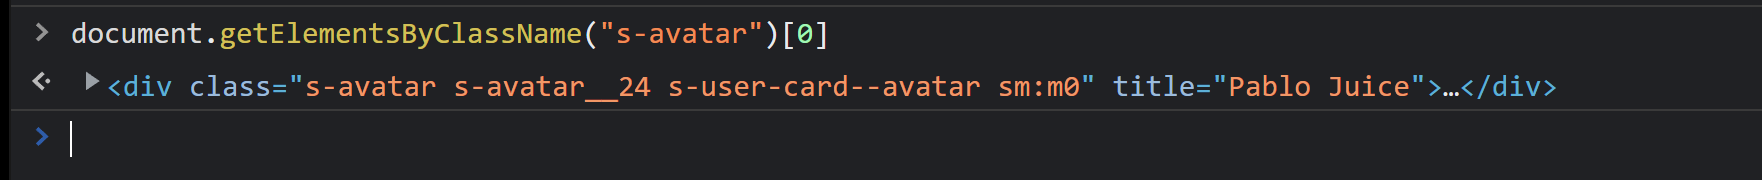 > document.getElementsByClassName("s-avatar")[0]
<· ▶<div class="s-avatar s-avatar__24 s-user-card--avatar sm:m0" title="Pablo Juice">…</div>
>